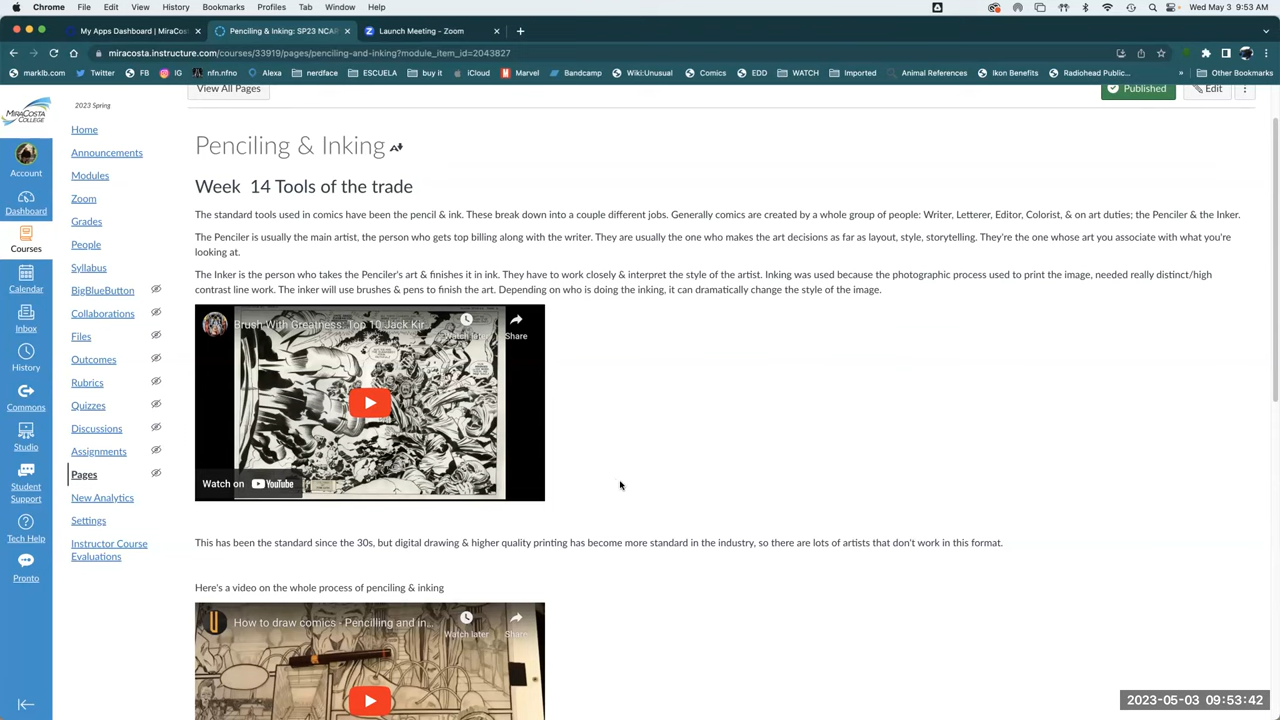 Chrome File Edit View History Bookmarks Profiles Tab Window Help
Wed May 3 9:53 AM
My Apps Dashboard | MiraCos
Penciling & Inking: SP23 NCAR
Launch Meeting - Zoom
miracosta.instructure.com/courses/33919/pages/penciling-and-inking?module_item_id=2043827
marklb.com Twitter FB IG nfn.nfno Alexa nerdface ESCUELA buy it iCloud Marvel Bandcamp Wiki:Unusual Comics EDD WATCH Imported Animal References Ikon Benefits Radiohead Public... » Other Bookmarks
MIRACOSTA COLLEGE
Account
Dashboard
Courses
Calendar
Inbox
History
Commons
Studio
Student Support
Tech Help
Pronto
2023 Spring
Home
Announcements
Modules
Zoom
Grades
People
Syllabus
BigBlueButton
Collaborations
Files
Outcomes
Rubrics
Quizzes
Discussions
Assignments
Pages
New Analytics
Settings
Instructor Course
Evaluations
View All Pages
Published
Edit
Penciling & Inking
Week 14 Tools of the trade
The standard tools used in comics have been the pencil & ink. These break down into a couple different jobs. Generally comics are created by a whole group of people: Writer, Letterer, Editor, Colorist, & on art duties; the Penciler & the Inker.
The Penciler is usually the main artist, the person who gets top billing along with the writer. They are usually the one who makes the art decisions as far as layout, style, storytelling. They're the one whose art you associate with what you're
looking at.
The Inker is the person who takes the Penciler's art & finishes it in ink. They have to work closely & interpret the style of the artist. Inking was used because the photographic process used to print the image, needed really distinct/high
contrast line work. The inker will use brushes & pens to finish the art. Depending on who is doing the inking, it can dramatically change the style of the image.
Brush With Greatness: Top 10 Jack Kir...
Watch later
Share
Watch on YouTube
This has been the standard since the 30s, but digital drawing & higher quality printing has become more standard in the industry, so there are lots of artists that don't work in this format.
Here's a video on the whole process of penciling & inking
How to draw comics - Pencilling and in...
Watch later
Share
2023-05-03 09:53:42